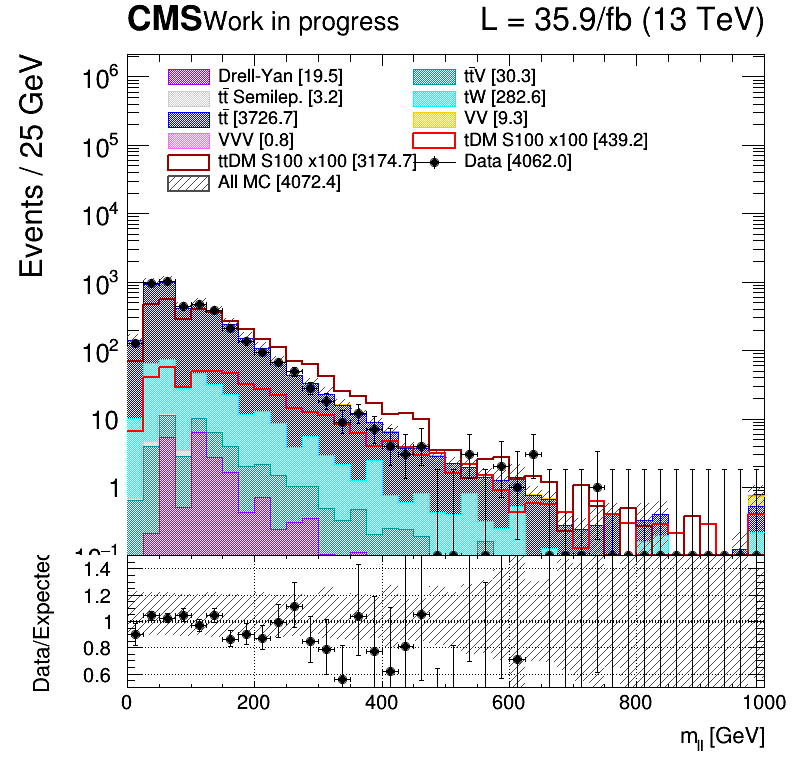 CMS Work in progress L = 35.9/fb (13 TeV)
Events / 25 GeV
10⁶
10⁵
10⁴
10³
10²
10
1
10⁻¹
Drell-Yan [19.5]
tt̄V [30.3]
tt̄ Semilep. [3.2]
tW [282.6]
tt̄ [3726.7]
VV [9.3]
VVV [0.8]
tDM S100 x100 [439.2]
ttDM S100 x100 [3174.7]
Data [4062.0]
All MC [4072.4]
Data/Expected
1.4
1.2
1
0.8
0.6
0 200 400 600 800 1000
m_ll [GeV]